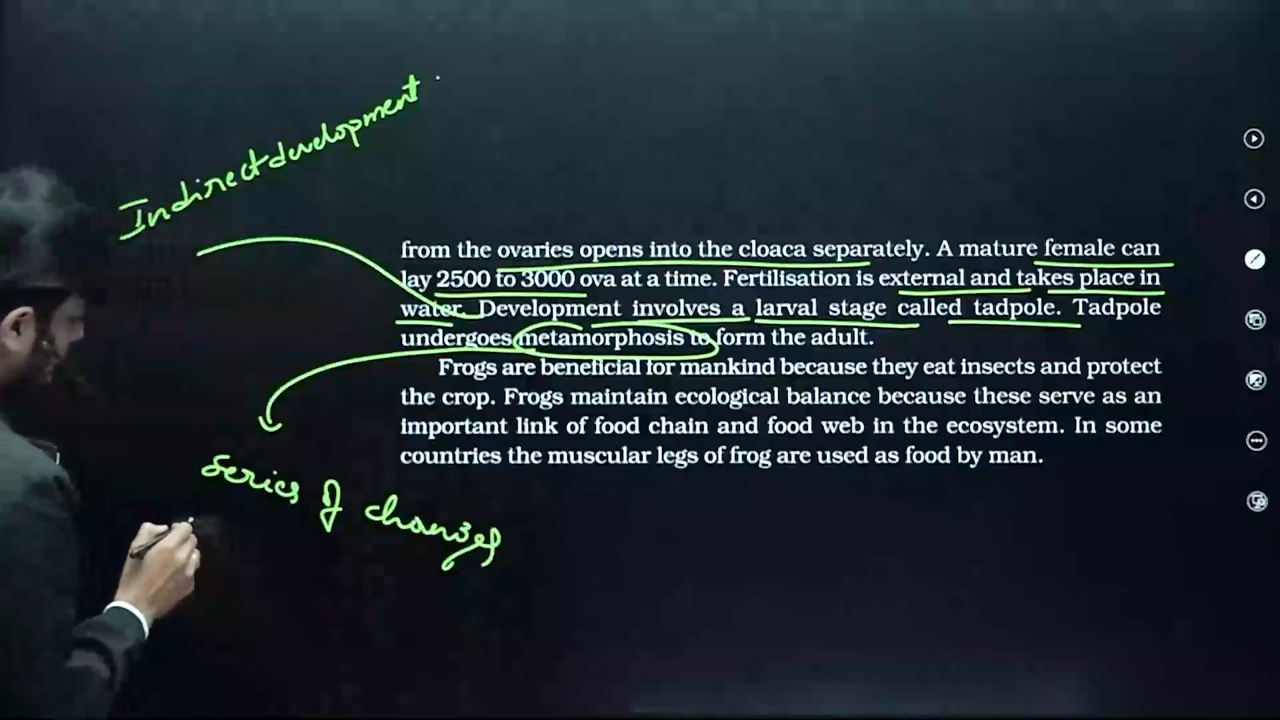 Indirect development
from the ovaries opens into the cloaca separately. A mature female can
lay 2500 to 3000 ova at a time. Fertilisation is external and takes place in
water. Development involves a larval stage called tadpole. Tadpole
undergoes metamorphosis to form the adult.
Frogs are beneficial for mankind because they eat insects and protect
the crop. Frogs maintain ecological balance because these serve as an
important link of food chain and food web in the ecosystem. In some
countries the muscular legs of frog are used as food by man.
Series of changes